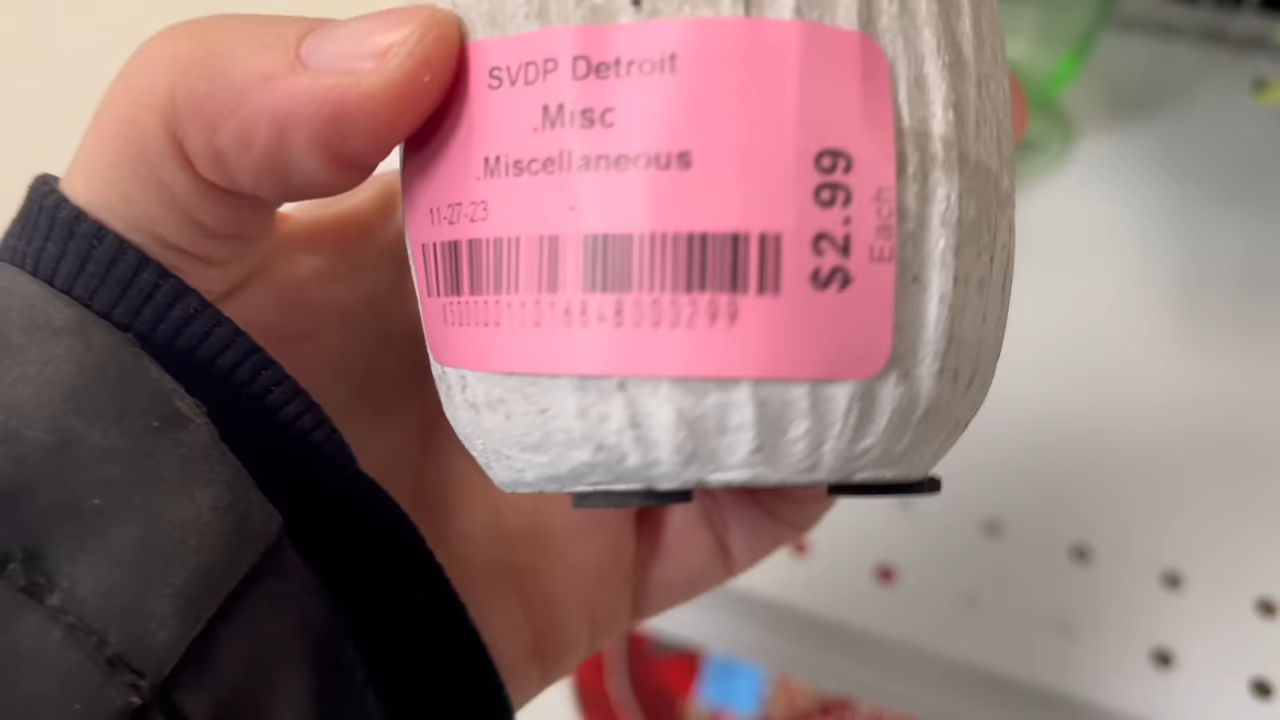 SVDP Detroit
.Misc
.Miscellaneous
11-27-23
$2.99
Each